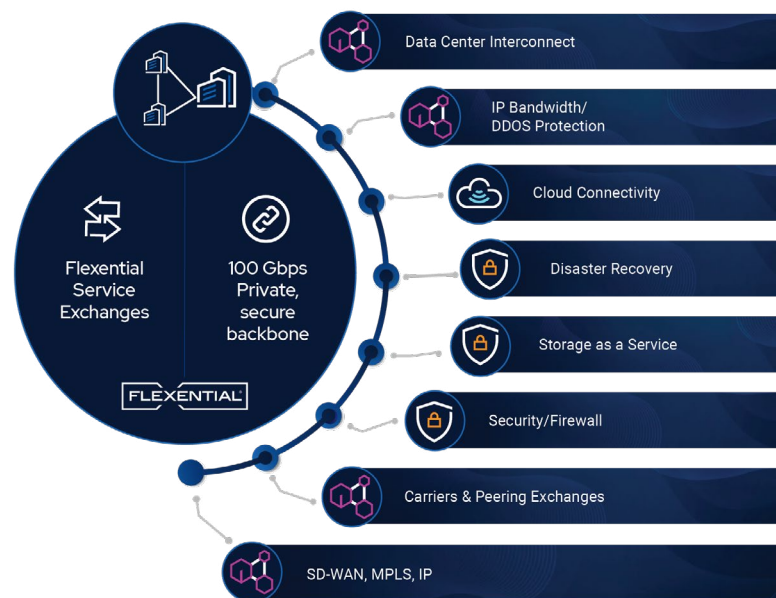 Data Center Interconnect
IP Bandwidth/
DDOS Protection
Cloud Connectivity
Disaster Recovery
Storage as a Service
Security/Firewall
Carriers & Peering Exchanges
SD-WAN, MPLS, IP
Flexential
Service
Exchanges
100 Gbps
Private,
secure
backbone
FLEXENTIAL